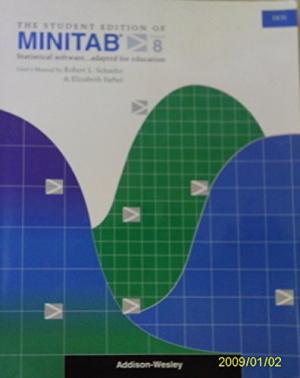 DOS
THE STUDENT EDITION OF
MINITAB® 8
Statistical software...adapted for education
User's Manual by Robert L. Schaefer
& Elizabeth Farber
Addison-Wesley
2009/01/02